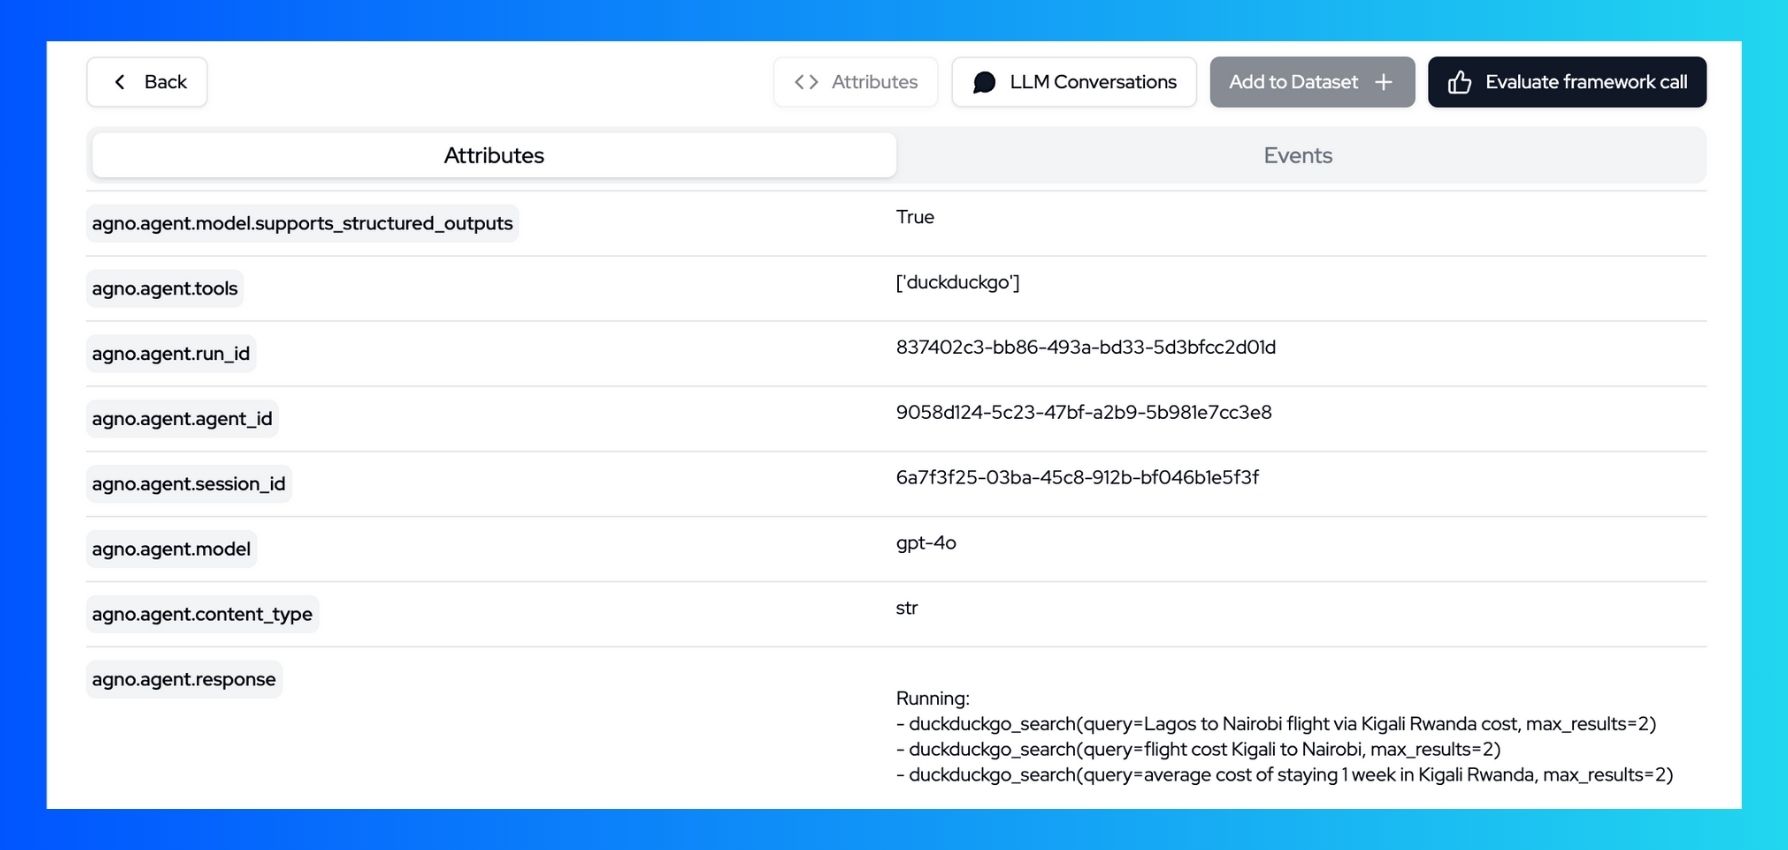 Back
Attributes
LLM Conversations
Add to Dataset
Evaluate framework call
Attributes
Events
agno.agent.model.supports_structured_outputs
True
agno.agent.tools
['duckduckgo']
agno.agent.run_id
837402c3-bb86-493a-bd33-5d3bfcc2d01d
agno.agent.agent_id
9058d124-5c23-47bf-a2b9-5b981e7cc3e8
agno.agent.session_id
6a7f3f25-03ba-45c8-912b-bf046b1e5f3f
agno.agent.model
gpt-4o
agno.agent.content_type
str
agno.agent.response
Running:
- duckduckgo_search(query=Lagos to Nairobi flight via Kigali Rwanda cost, max_results=2)
- duckduckgo_search(query=flight cost Kigali to Nairobi, max_results=2)
- duckduckgo_search(query=average cost of staying 1 week in Kigali Rwanda, max_results=2)